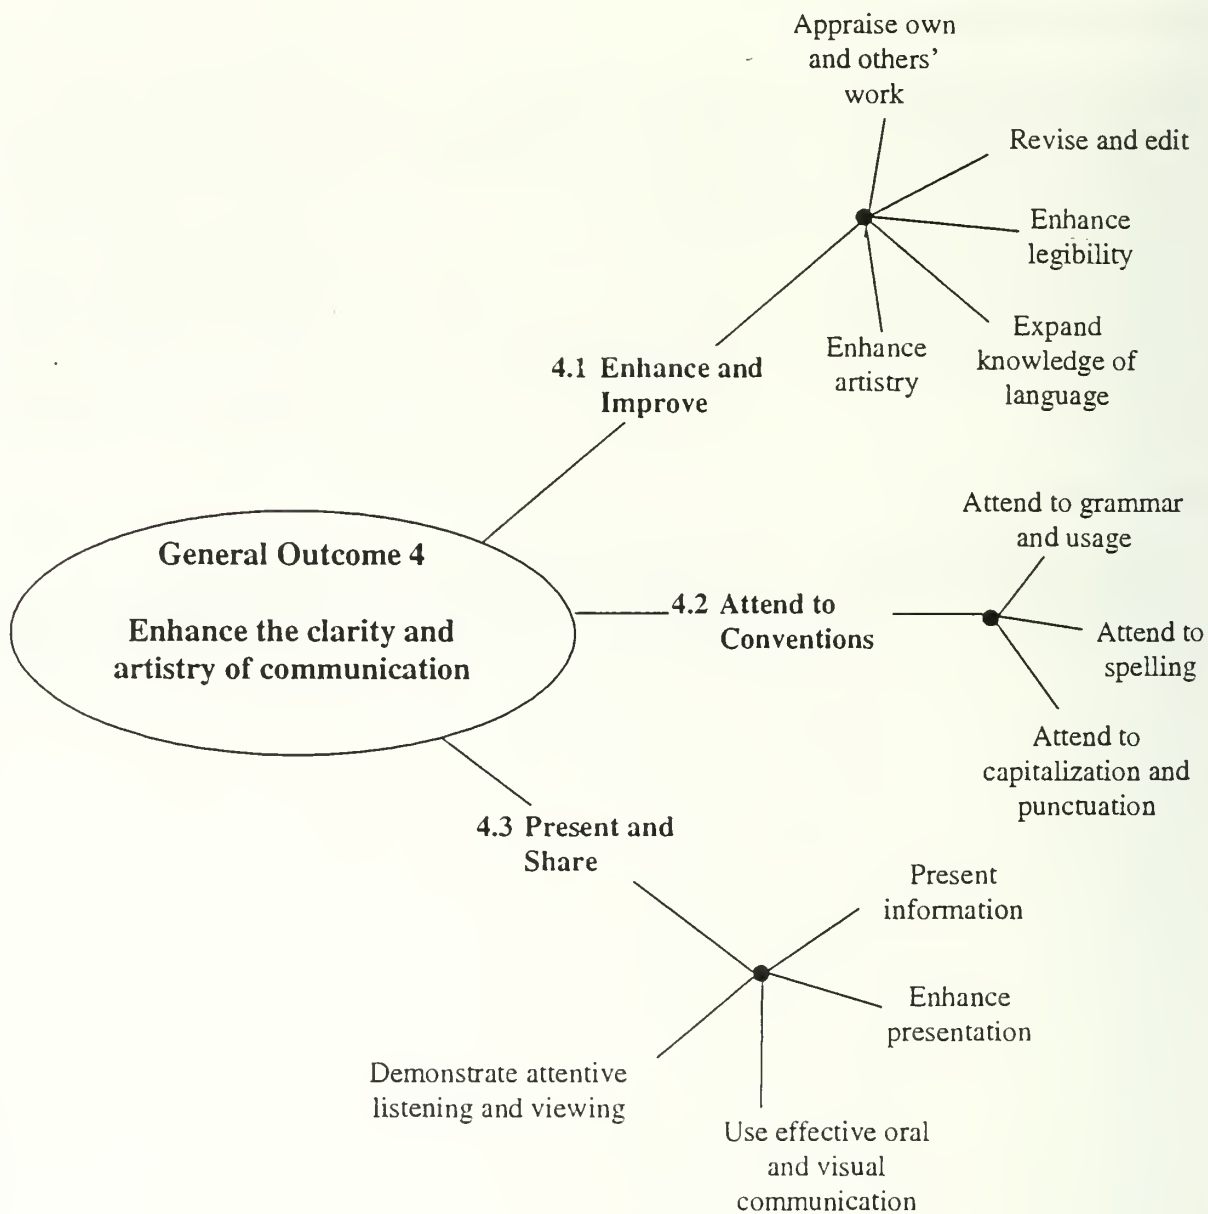 Appraise own
and others'
work
Revise and edit
Enhance
legibility
Expand
knowledge of
language
Enhance
artistry
4.1 Enhance and
Improve
General Outcome 4
Enhance the clarity and
artistry of communication
4.2 Attend to
Conventions
Attend to grammar
and usage
Attend to
spelling
Attend to
capitalization and
punctuation
4.3 Present and
Share
Present
information
Enhance
presentation
Use effective oral
and visual
communication
Demonstrate attentive
listening and viewing